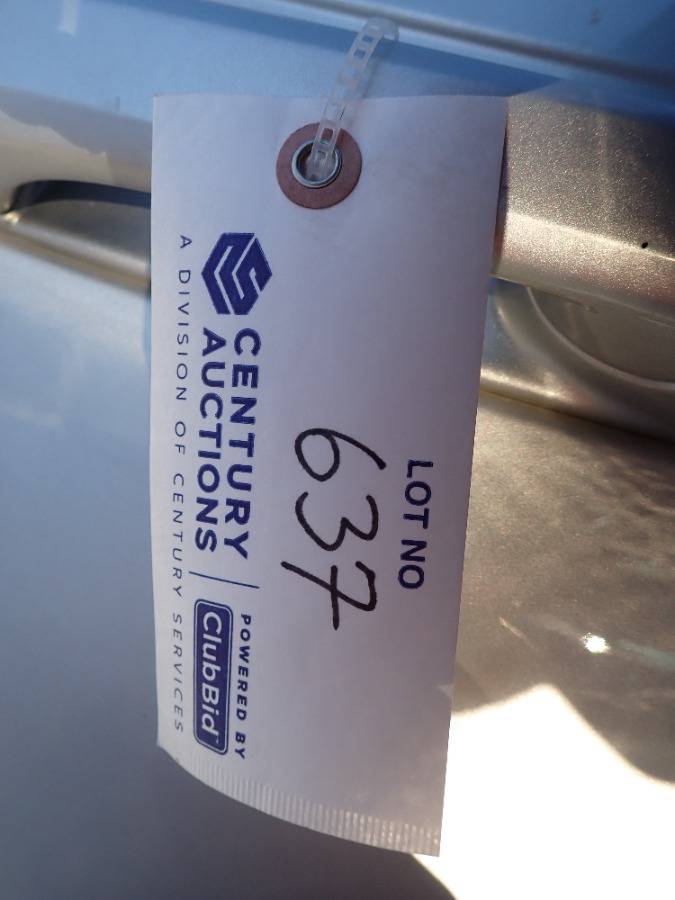 LOT NO
637
CENTURY
AUCTIONS
POWERED BY
ClubBid
A DIVISION OF CENTURY SERVICES